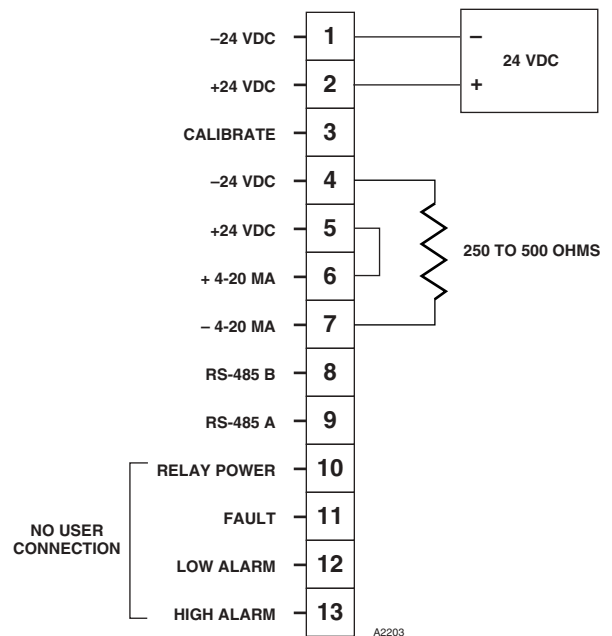 –24 VDC 1 –
24 VDC
+24 VDC 2 +
CALIBRATE 3
–24 VDC 4
+24 VDC 5
250 TO 500 OHMS
+ 4-20 MA 6
– 4-20 MA 7
RS-485 B 8
RS-485 A 9
RELAY POWER 10
FAULT 11
NO USER
CONNECTION
LOW ALARM 12
HIGH ALARM 13
A2203